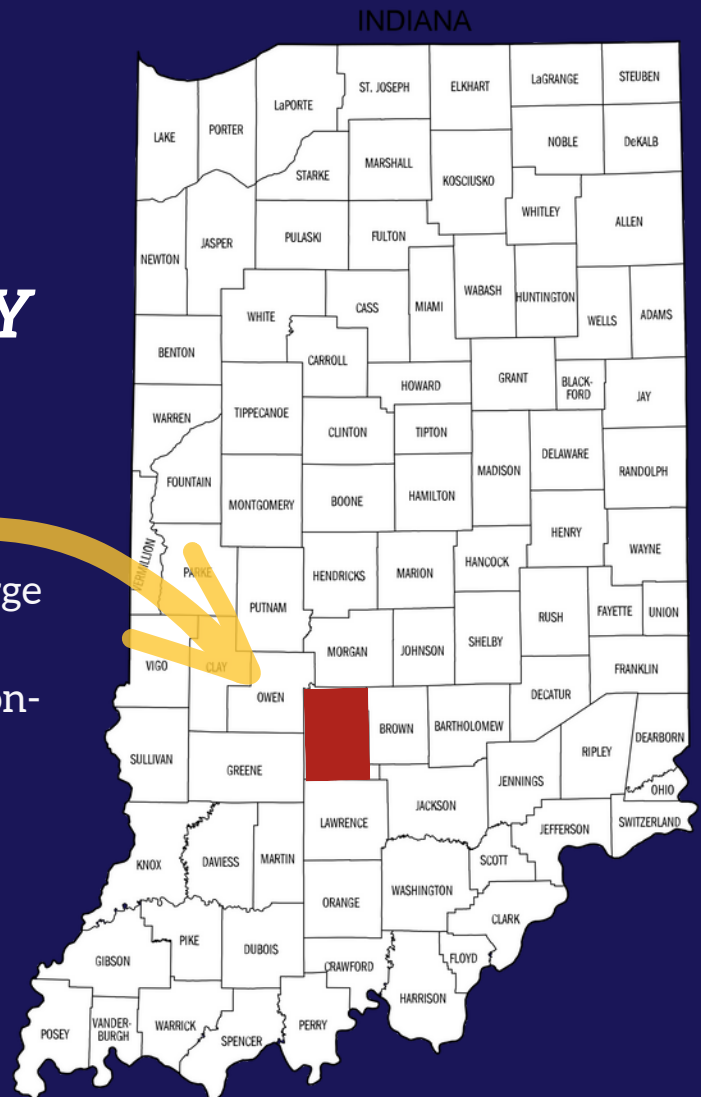 INDIANA
ST. JOSEPH
ELKHART
LaGRANGE
STEUBEN
LaPORTE
LAKE
PORTER
NOBLE
DeKALB
STARKE
MARSHALL
KOSCIUSKO
WHITLEY
ALLEN
NEWTON
JASPER
PULASKI
FULTON
Y
WHITE
CASS
MIAMI
WABASH
HUNTINGTON
WELLS
ADAMS
BENTON
CARROLL
HOWARD
GRANT
BLACK-
FORD
JAY
WARREN
TIPPECANOE
CLINTON
TIPTON
MADISON
DELAWARE
RANDOLPH
FOUNTAIN
MONTGOMERY
BOONE
HAMILTON
HENRY
WAYNE
VERMILLION
PARKE
PUTNAM
HENDRICKS
MARION
HANCOCK
rge
RUSH
FAYETTE
UNION
VIGO
CLAY
MORGAN
JOHNSON
SHELBY
FRANKLIN
on-
OWEN
DECATUR
BROWN
BARTHOLOMEW
SULLIVAN
GREENE
JENNINGS
RIPLEY
DEARBORN
OHIO
LAWRENCE
JACKSON
JEFFERSON
SWITZERLAND
KNOX
DAVIESS
MARTIN
SCOTT
ORANGE
WASHINGTON
CLARK
GIBSON
PIKE
DUBOIS
CRAWFORD
FLOYD
HARRISON
POSEY
VANDER-
BURGH
WARRICK
SPENCER
PERRY